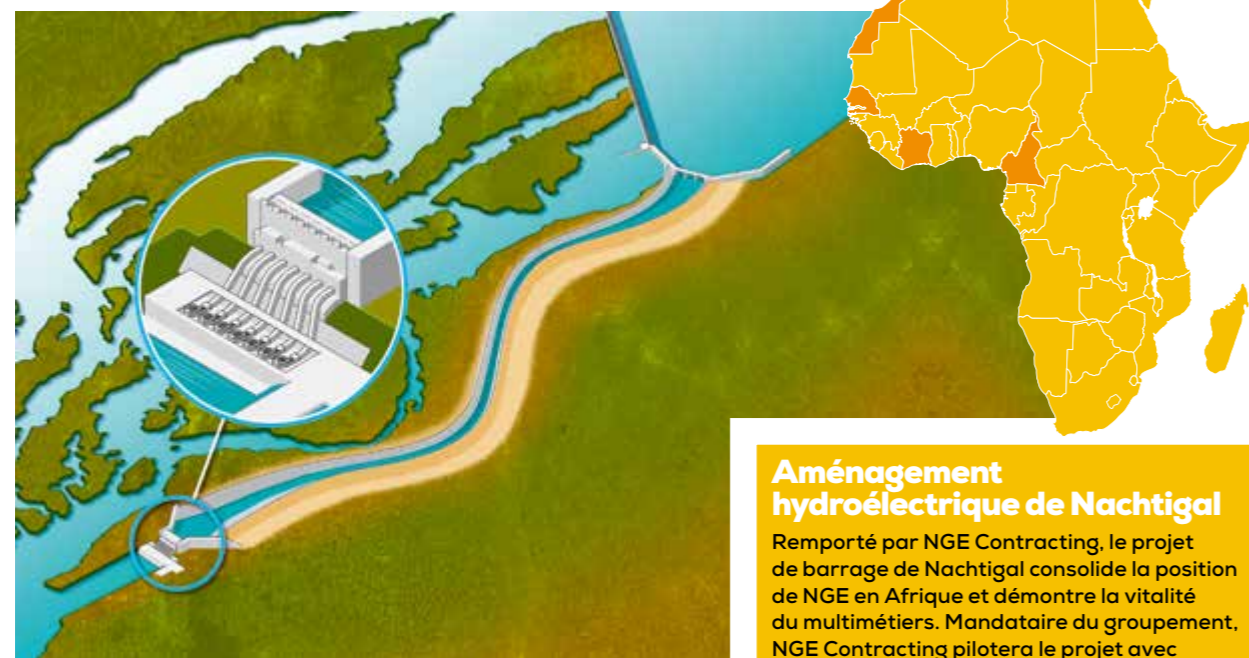 Aménagement
hydroélectrique de Nachtigal
Remporté par NGE Contracting, le projet
de barrage de Nachtigal consolide la position
de NGE en Afrique et démontre la vitalité
du multimétiers. Mandataire du groupement,
NGE Contracting pilotera le projet avec